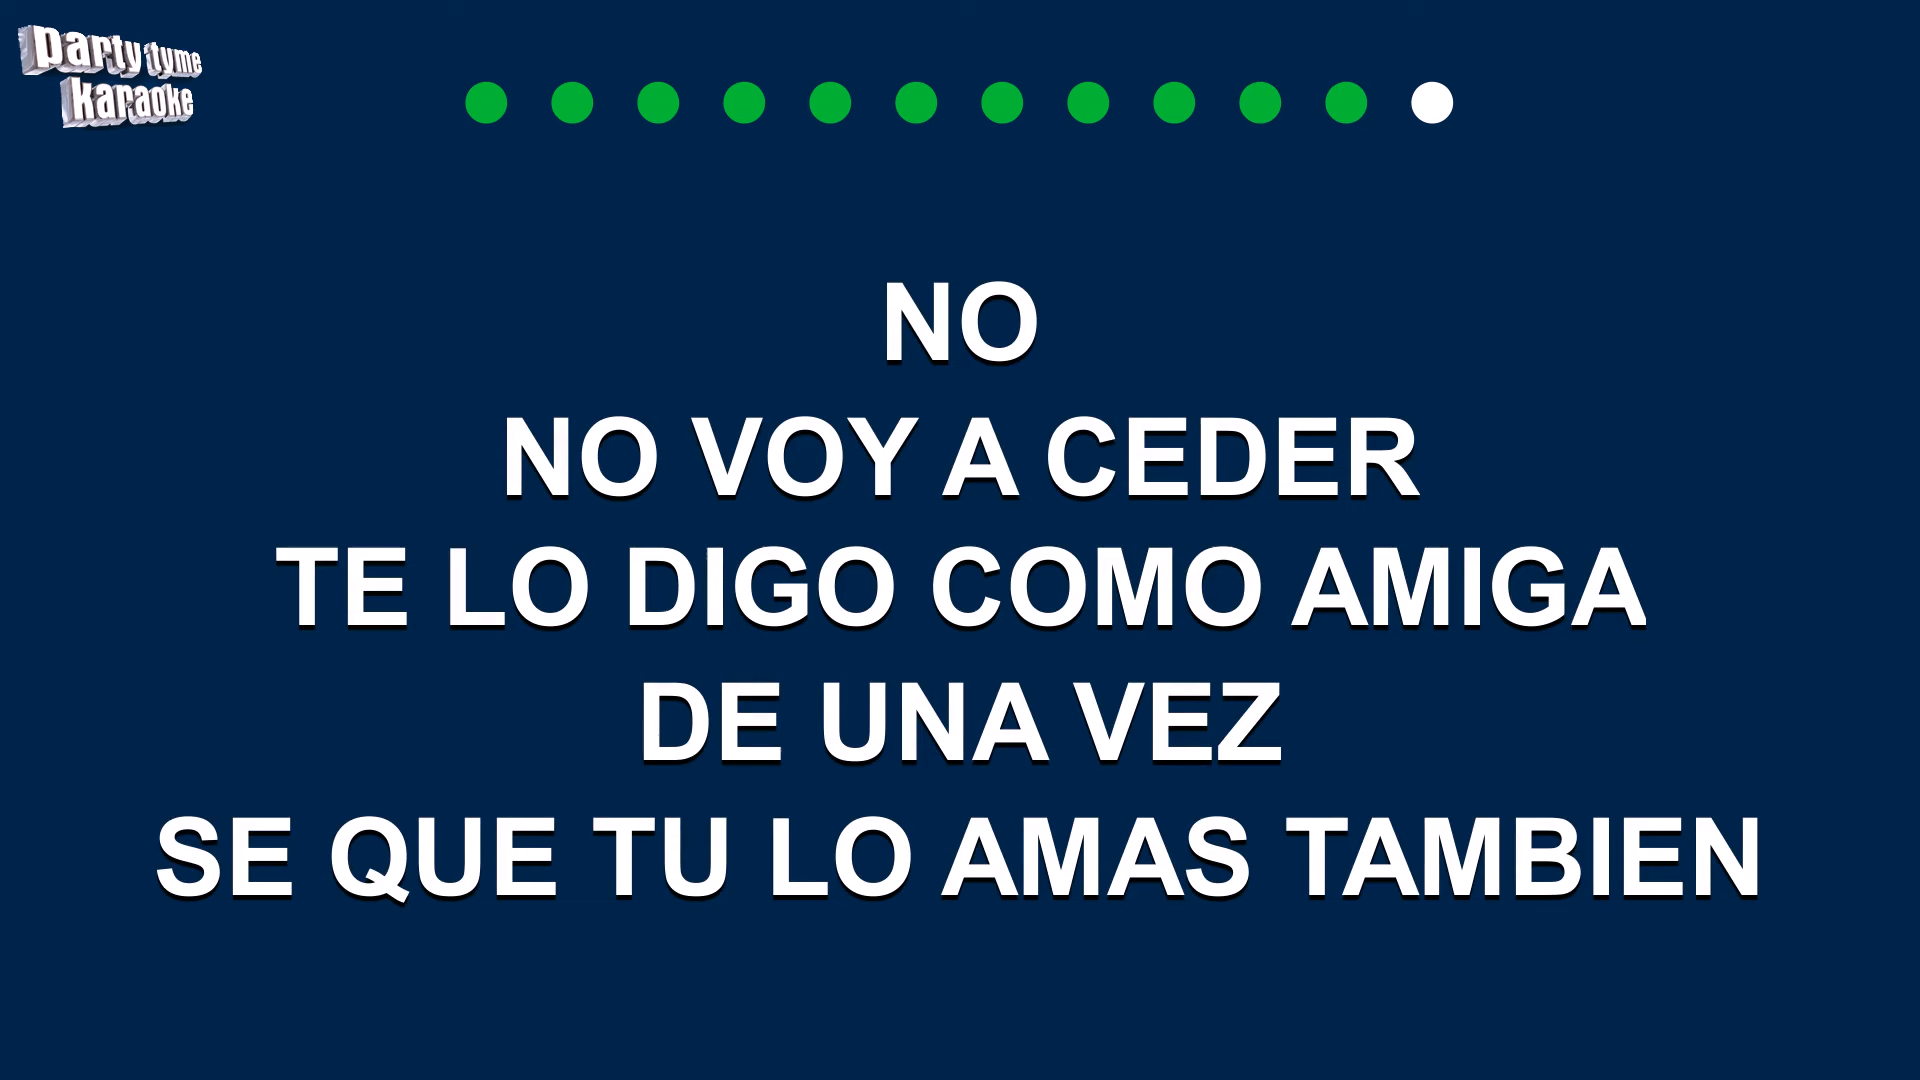 party tyme
karaoke
NO
NO VOY A CEDER
TE LO DIGO COMO AMIGA
DE UNA VEZ
SE QUE TU LO AMAS TAMBIEN